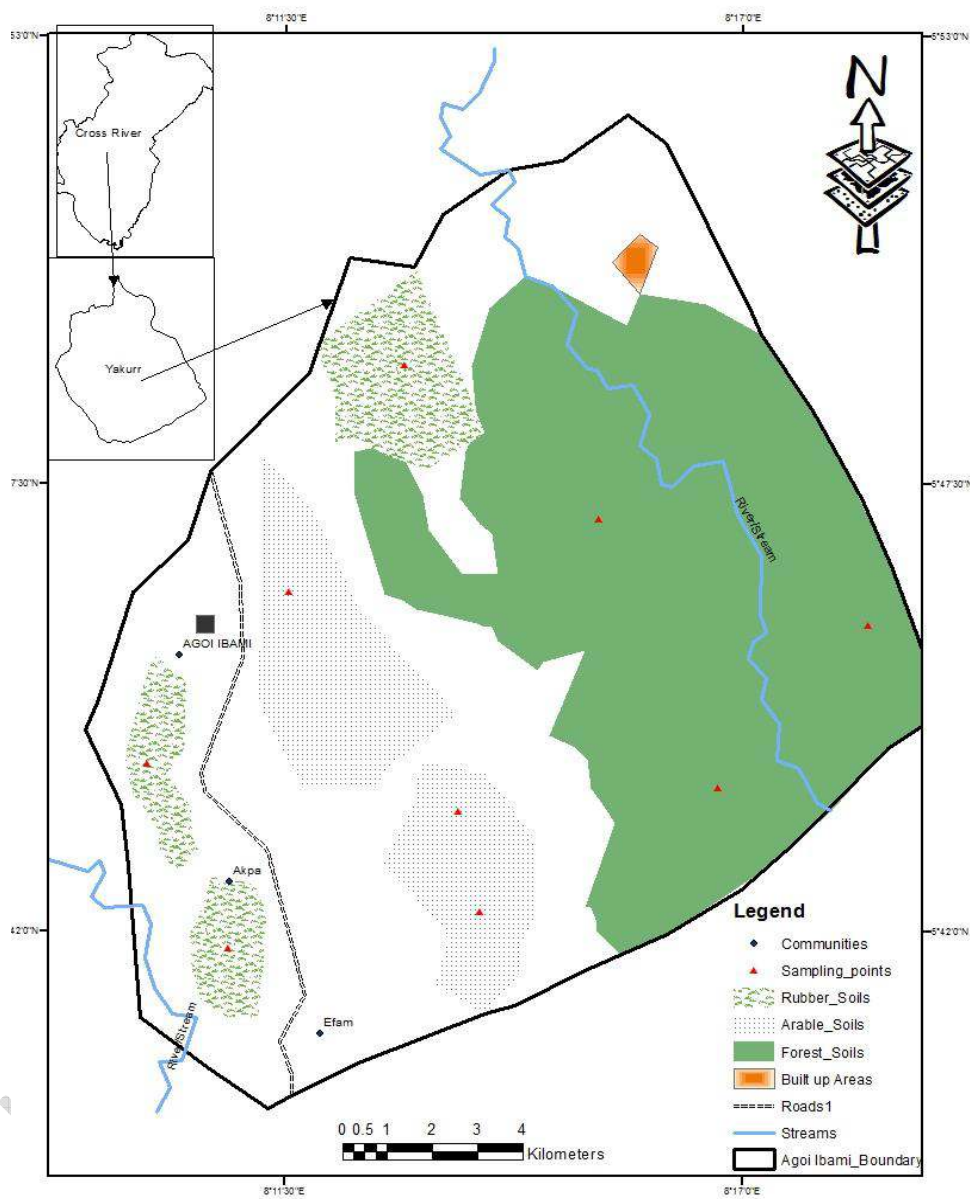 8°11'30"E
8°17'0"E
53'0"N
5°53'0"N
N
Cross River
Yakurr
7'30"N
5°47'30"N
River/Stream
AGOI IBAMI
Akpa
42'0"N
5°42'0"N
River/Stream
Efam
Legend
Communities
Sampling_points
Rubber_Soils
Arable_Soils
Forest_Soils
Built up Areas
Roads1
Streams
Agoi Ibami_Boundary
0 0.5 1 2 3 4
Kilometers
8°11'30"E
8°17'0"E